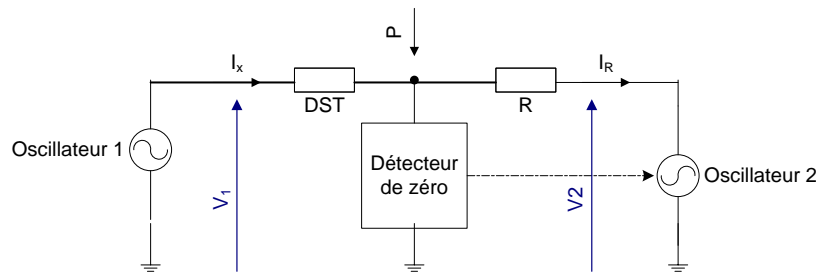 P
Ix
IR
DST
R
Oscillateur 1
V1
Détecteur
de zéro
V2
Oscillateur 2